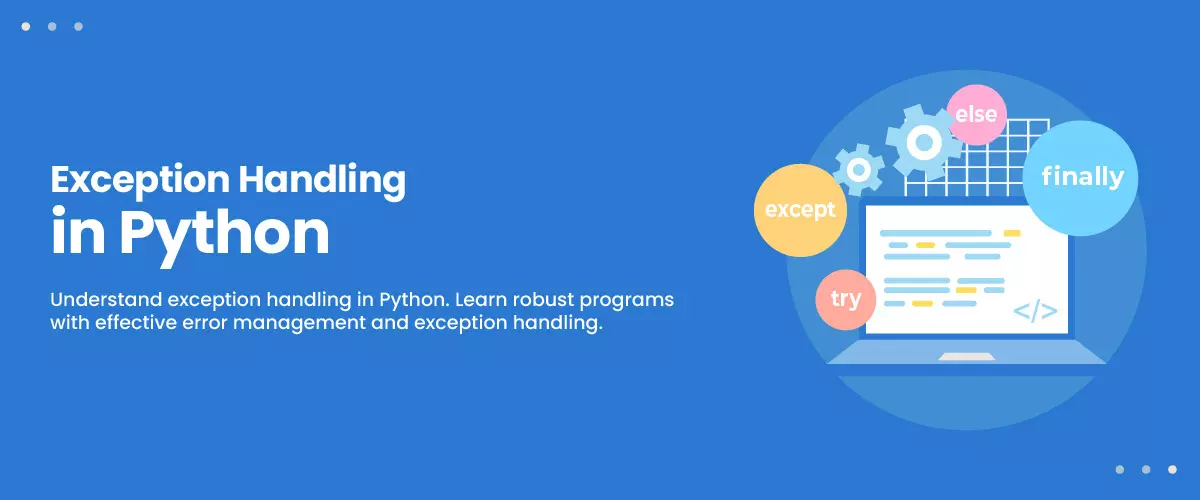 Exception Handling
in Python
Understand exception handling in Python. Learn robust programs
with effective error management and exception handling.
else
finally
except
try
</>